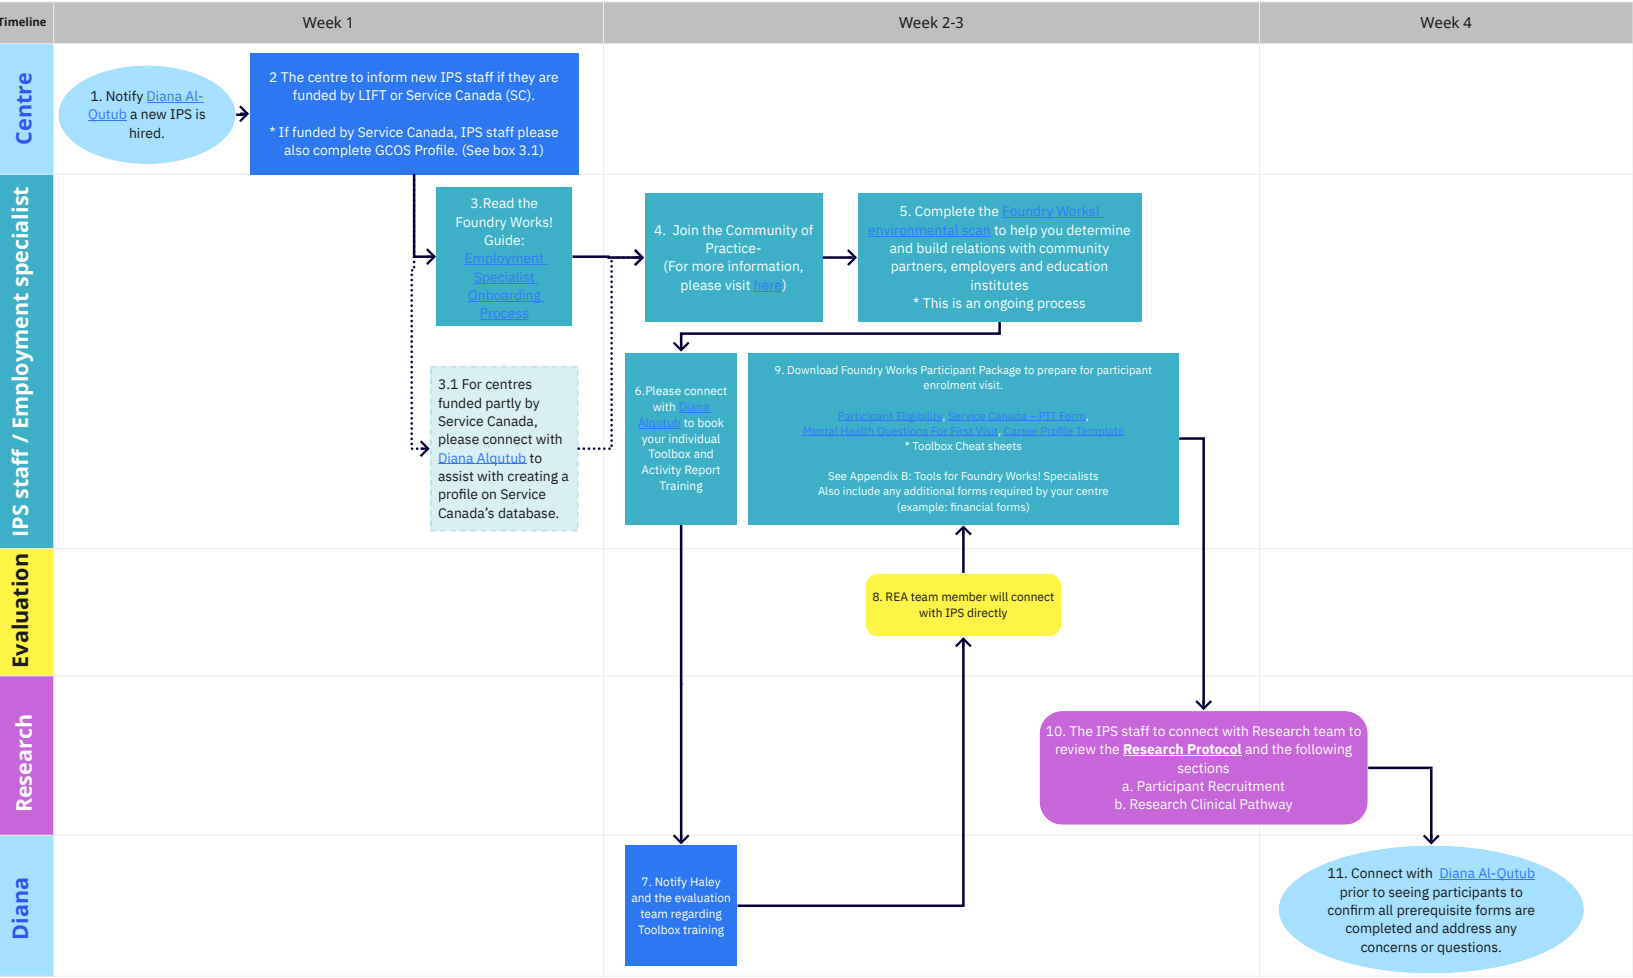 Timeline
Week 1
Week 2-3
Week 4
Centre
1. Notify Diana Al-
Qutub a new IPS is
hired.
2 The centre to inform new IPS staff if they are
funded by LIFT or Service Canada (SC).
* If funded by Service Canada, IPS staff please
also complete GCOS Profile. (See box 3.1)
IPS staff / Employment specialist
3.Read the
Foundry Works!
Guide:
Employment
Specialist
Onboarding
Process
3.1 For centres
funded partly by
Service Canada,
please connect with
Diana Alqutub to
assist with creating a
profile on Service
Canada's database.
4. Join the Community of
Practice-
(For more information,
please visit here)
5. Complete the Foundry Works!
environmental scan to help you determine
and build relations with community
partners, employers and education
institutes
* This is an ongoing process
6.Please connect
with Diana
Alqutub to book
your individual
Toolbox and
Activity Report
Training
9. Download Foundry Works Participant Package to prepare for participant
enrolment visit.
Participant Eligibility, Service Canada – PIT Form,
Mental Health Questions For First Visit, Career Profile Template
* Toolbox Cheat sheets
See Appendix B: Tools for Foundry Works! Specialists
Also include any additional forms required by your centre
(example: financial forms)
Evaluation
8. REA team member will connect
with IPS directly
Research
10. The IPS staff to connect with Research team to
review the Research Protocol and the following
sections
a. Participant Recruitment
b. Research Clinical Pathway
Diana
7. Notify Haley
and the evaluation
team regarding
Toolbox training
11. Connect with Diana Al-Qutub
prior to seeing participants to
confirm all prerequisite forms are
completed and address any
concerns or questions.